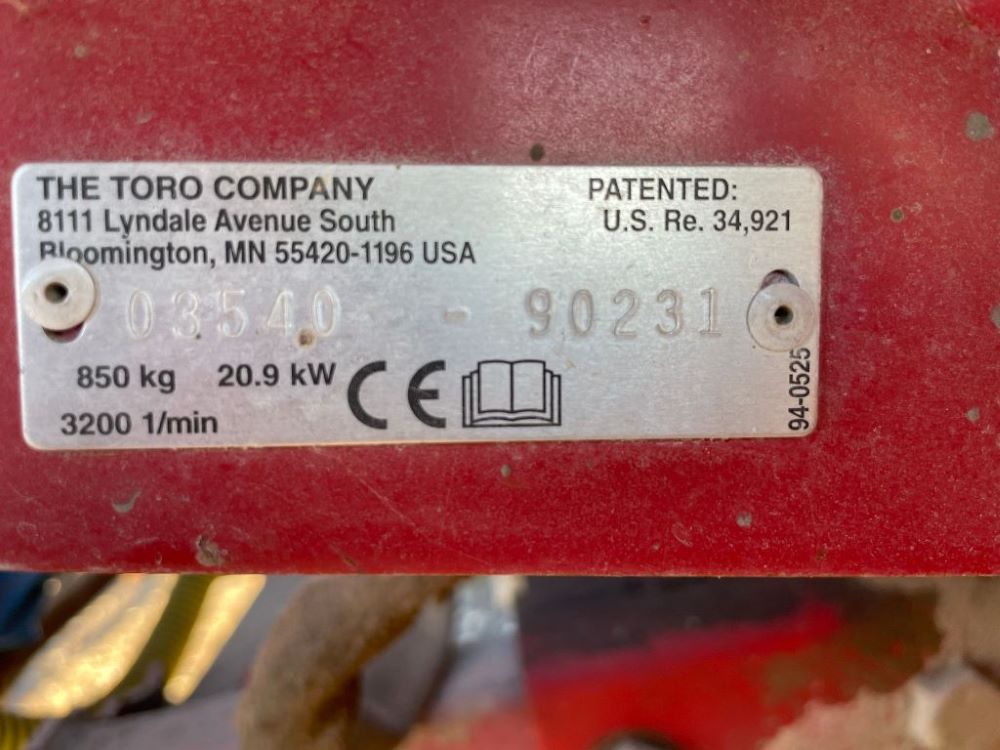 THE TORO COMPANY
8111 Lyndale Avenue South
Bloomington, MN 55420-1196 USA
PATENTED:
U.S. Re. 34,921
03540 - 90231
850 kg 20.9 kW CE
3200 1/min
94-0525